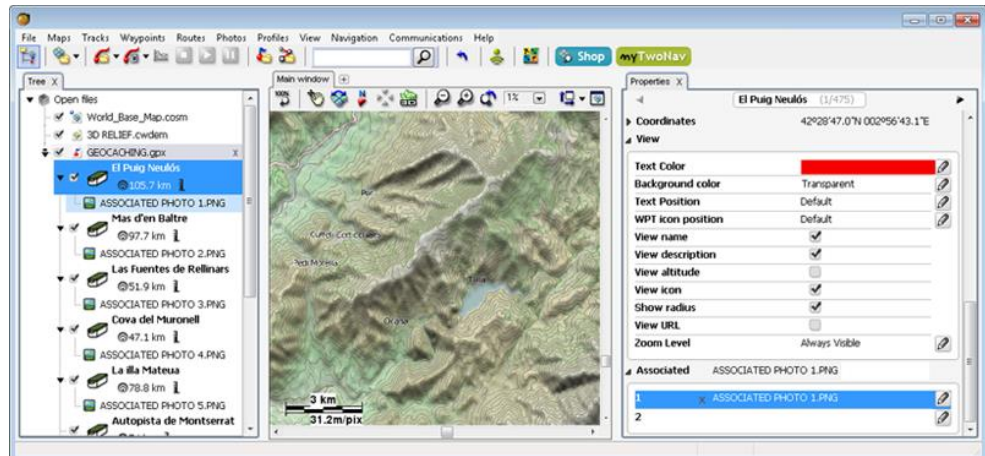 File Maps Tracks Waypoints Routes Photos Profiles View Navigation Communications Help
Shop
myTwoNav
Tree X
Open files
World_Base_Map.cosm
3D RELIEF.cwdem
GEOCACHING.gpx x
El Puig Neulós
105.7 km
ASSOCIATED PHOTO 1.PNG
Mas d'en Baltre
97.7 km
ASSOCIATED PHOTO 2.PNG
Las Fuentes de Rellinars
51.9 km
ASSOCIATED PHOTO 3.PNG
Cova del Muronell
47.1 km
ASSOCIATED PHOTO 4.PNG
La illa Mateua
78.8 km
ASSOCIATED PHOTO 5.PNG
Autopista de Montserrat
Main window
100%
1%
Ocaña
3 km
31.2m/pix
Properties X
El Puig Neulós (1/475)
Coordinates 42º28'47.0"N 002º56'43.1"E
View
Text Color
Background color Transparent
Text Position Default
WPT icon position Default
View name
View description
View altitude
View icon
Show radius
View URL
Zoom Level Always Visible
Associated ASSOCIATED PHOTO 1.PNG
1 x ASSOCIATED PHOTO 1.PNG
2